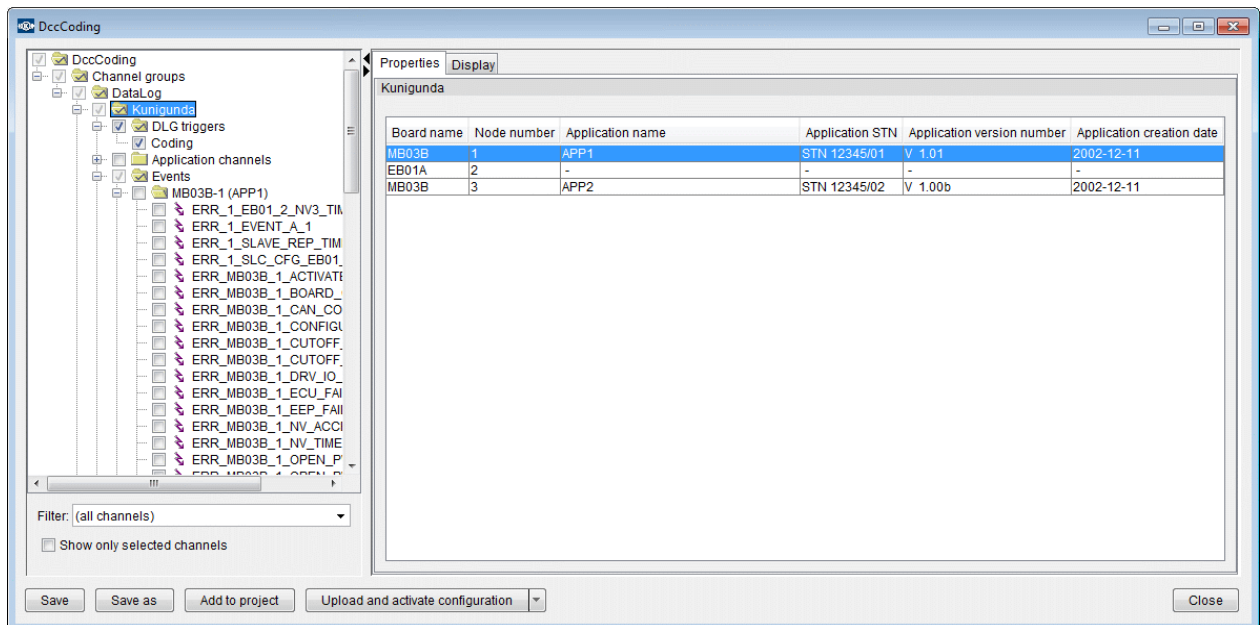 DccCoding
DccCoding
Channel groups
DataLog
Kunigunda
DLG triggers
Coding
Application channels
Events
MB03B-1 (APP1)
ERR_1_EB01_2_NV3_TIM
ERR_1_EVENT_A_1
ERR_1_SLAVE_REP_TIM
ERR_1_SLC_CFG_EB01_
ERR_MB03B_1_ACTIVATE
ERR_MB03B_1_BOARD_
ERR_MB03B_1_CAN_CO
ERR_MB03B_1_CONFIGU
ERR_MB03B_1_CUTOFF_
ERR_MB03B_1_CUTOFF_
ERR_MB03B_1_DRV_IO_
ERR_MB03B_1_ECU_FAI
ERR_MB03B_1_EEP_FAI
ERR_MB03B_1_NV_ACCI
ERR_MB03B_1_NV_TIME
ERR_MB03B_1_OPEN_P
Filter: (all channels)
Show only selected channels
Properties Display
Kunigunda
Board name Node number Application name Application STN Application version number Application creation date
MB03B 1 APP1 STN 12345/01 V 1.01 2002-12-11
EB01A 2 - - - -
MB03B 3 APP2 STN 12345/02 V 1.00b 2002-12-11
Save Save as Add to project Upload and activate configuration Close